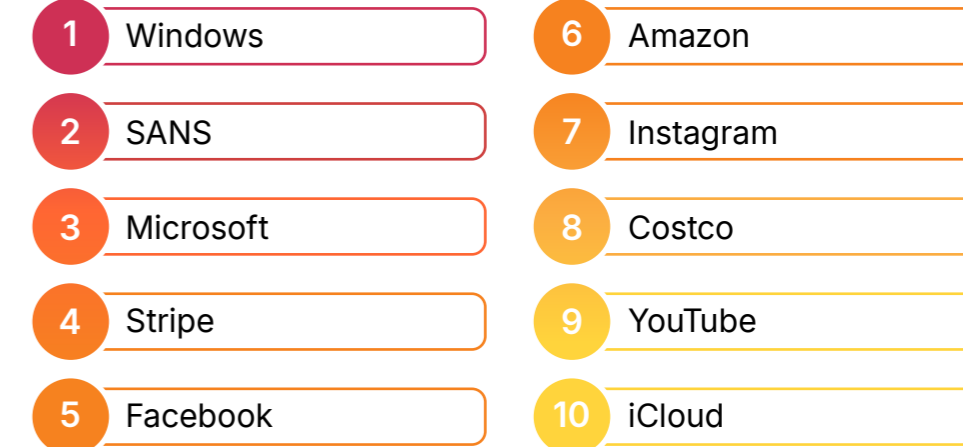 1 Windows
2 SANS
3 Microsoft
4 Stripe
5 Facebook
6 Amazon
7 Instagram
8 Costco
9 YouTube
10 iCloud